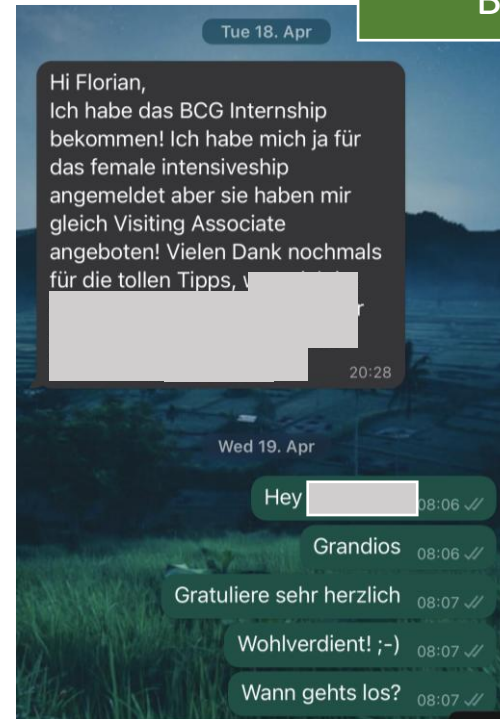 B
Tue 18. Apr
Hi Florian,
Ich habe das BCG Internship
bekommen! Ich habe mich ja für
das female intensiveship
angemeldet aber sie haben mir
gleich Visiting Associate
angeboten! Vielen Dank nochmals
für die tollen Tipps,
20:28
Wed 19. Apr
Hey 08:06
Grandios 08:06
Gratuliere sehr herzlich 08:07
Wohlverdient! ;-) 08:07
Wann gehts los? 08:07